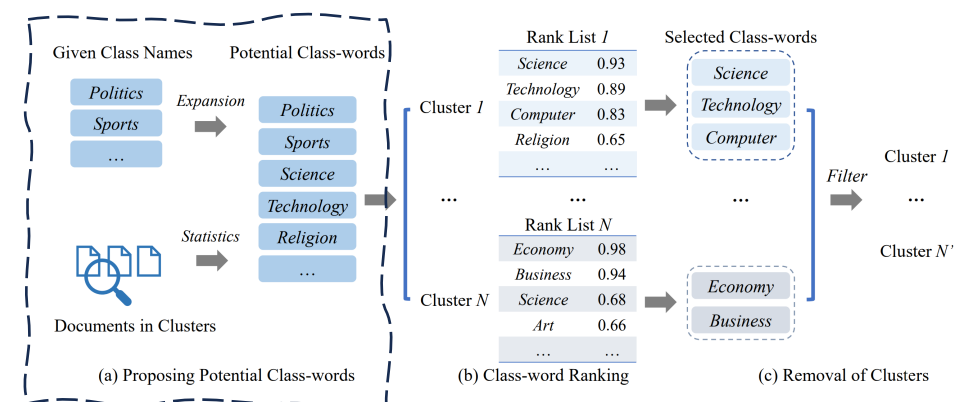 Given Class Names
Politics
Sports
…
Expansion
Statistics
Documents in Clusters
Potential Class-words
Politics
Sports
Science
Technology
Religion
…
(a) Proposing Potential Class-words
Cluster 1
…
Cluster N
Rank List 1
Science 0.93
Technology 0.89
Computer 0.83
Religion 0.65
… …
…
Rank List N
Economy 0.98
Business 0.94
Science 0.68
Art 0.66
… …
(b) Class-word Ranking
Selected Class-words
Science
Technology
Computer
…
Economy
Business
Filter
Cluster 1
…
Cluster N’
(c) Removal of Clusters